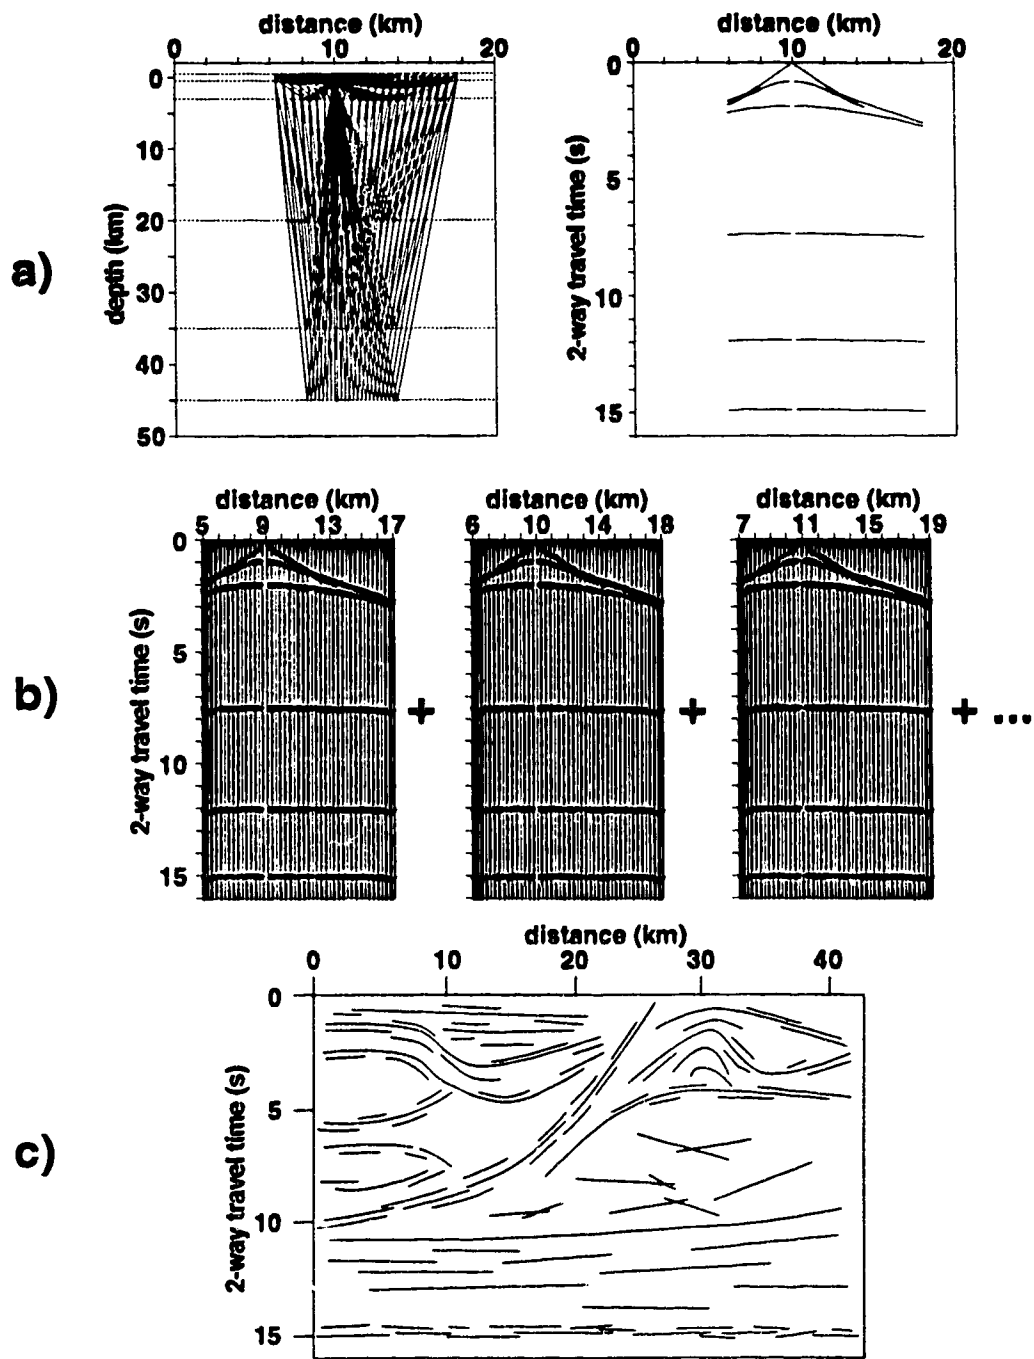 distance (km)
0 10 20
0
10
20
30
40
50
depth (km)
a)
distance (km)
0 10 20
0
5
10
15
2-way travel time (s)
distance (km)
5 9 13 17
0
5
10
15
2-way travel time (s)
b)
+
distance (km)
6 10 14 18
+
distance (km)
7 11 15 19
+ ...
distance (km)
0 10 20 30 40
0
5
10
15
2-way travel time (s)
c)